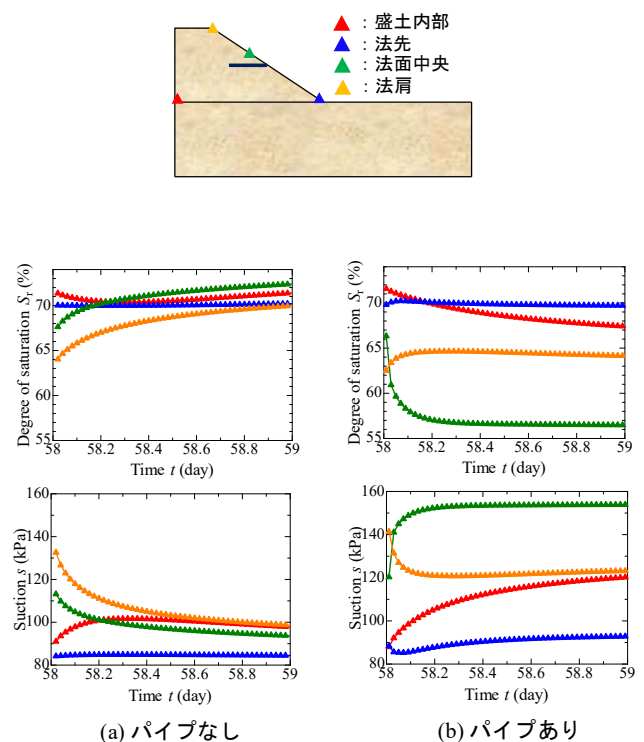 : 盛土内部
: 法先
: 法面中央
: 法肩
Degree of saturation Sr (%)
70
65
60
55
58 58.2 58.4 58.6 58.8 59
Time t (day)
Degree of saturation Sr (%)
70
65
60
55
58 58.2 58.4 58.6 58.8 59
Time t (day)
Suction s (kPa)
160
140
120
100
80
58 58.2 58.4 58.6 58.8 59
Time t (day)
Suction s (kPa)
160
140
120
100
80
58 58.2 58.4 58.6 58.8 59
Time t (day)
(a) パイプなし
(b) パイプあり